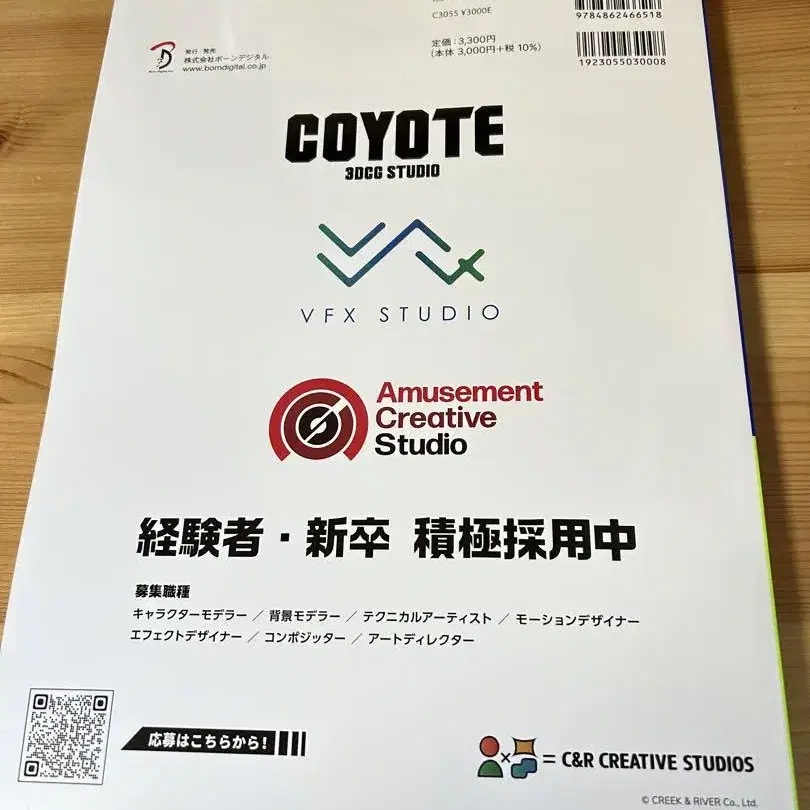 C3055 ¥3000E
9784862466518
発行・発売
株式会社ボーンデジタル
www.borndigital.co.jp
定価:3,300円
(本体 3,000円+税 10%)
1923055030008
COYOTE
3DCG STUDIO
VFX STUDIO
Amusement
Creative
Studio
経験者・新卒 積極採用中
募集職種
キャラクターモデラー / 背景モデラー / テクニカルアーティスト / モーションデザイナー
エフェクトデザイナー / コンポジッター / アートディレクター
応募はこちらから!
= C&R CREATIVE STUDIOS
© CREEK & RIVER Co., Ltd.